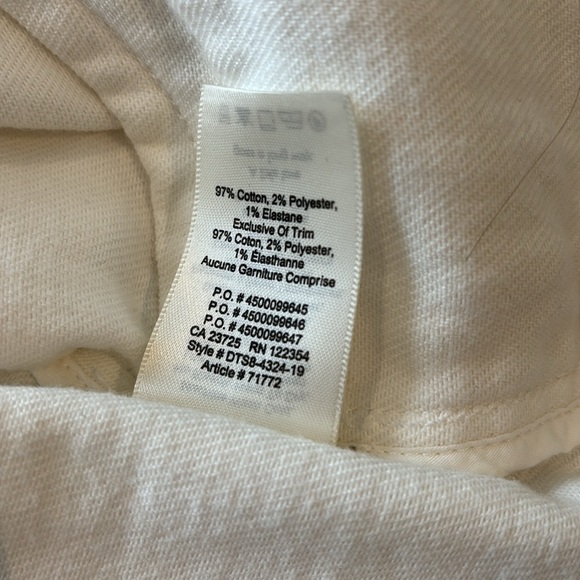 97% Cotton, 2% Polyester,
1% Elastane
Exclusive Of Trim
97% Coton, 2% Polyester,
1% Élasthanne
Aucune Garniture Comprise
P.O. # 4500099645
P.O. # 4500099646
P.O. # 4500099647
CA 23725 RN 122354
Style # DTS8-4324-19
Article # 71772